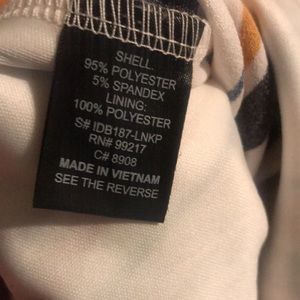 SHELL:
95% POLYESTER
5% SPANDEX
LINING:
100% POLYESTER
S# IDB187-LNKP
RN# 99217
C# 8908
MADE IN VIETNAM
SEE THE REVERSE